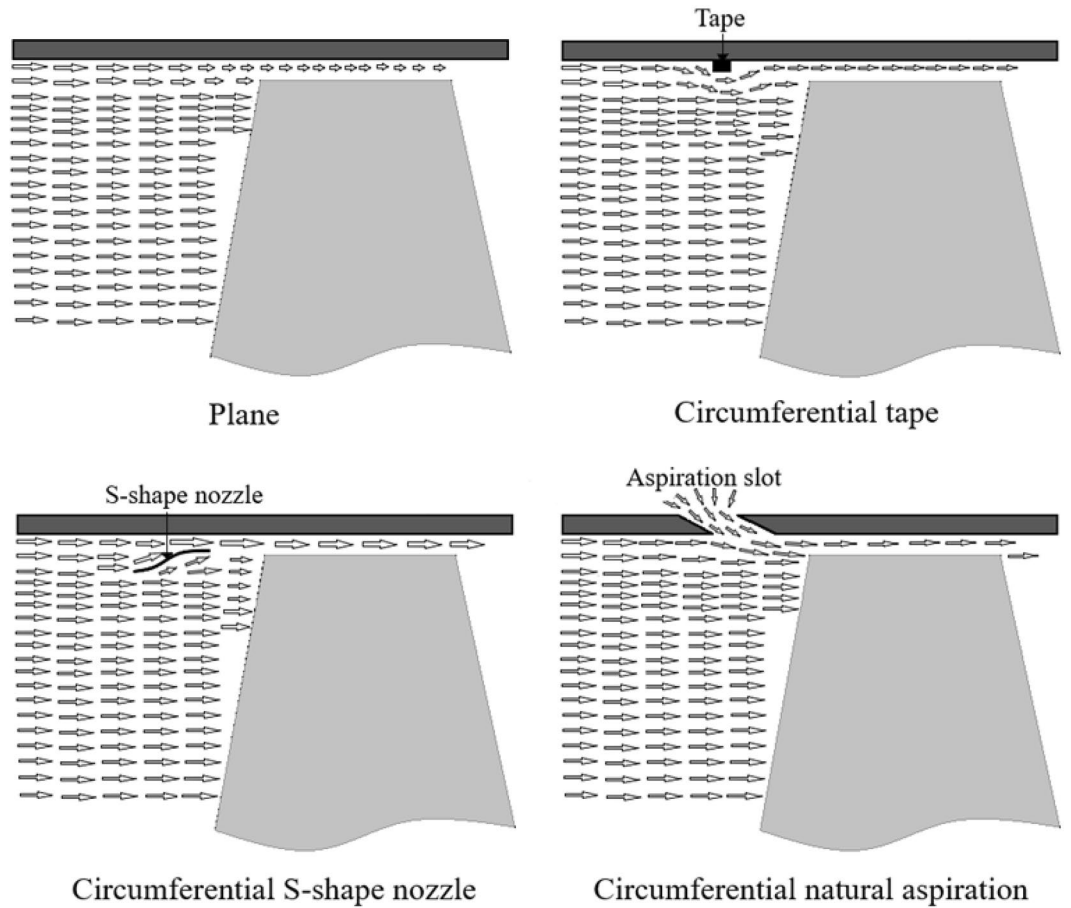 Tape
Plane
Circumferential tape
S-shape nozzle
Aspiration slot
Circumferential S-shape nozzle
Circumferential natural aspiration